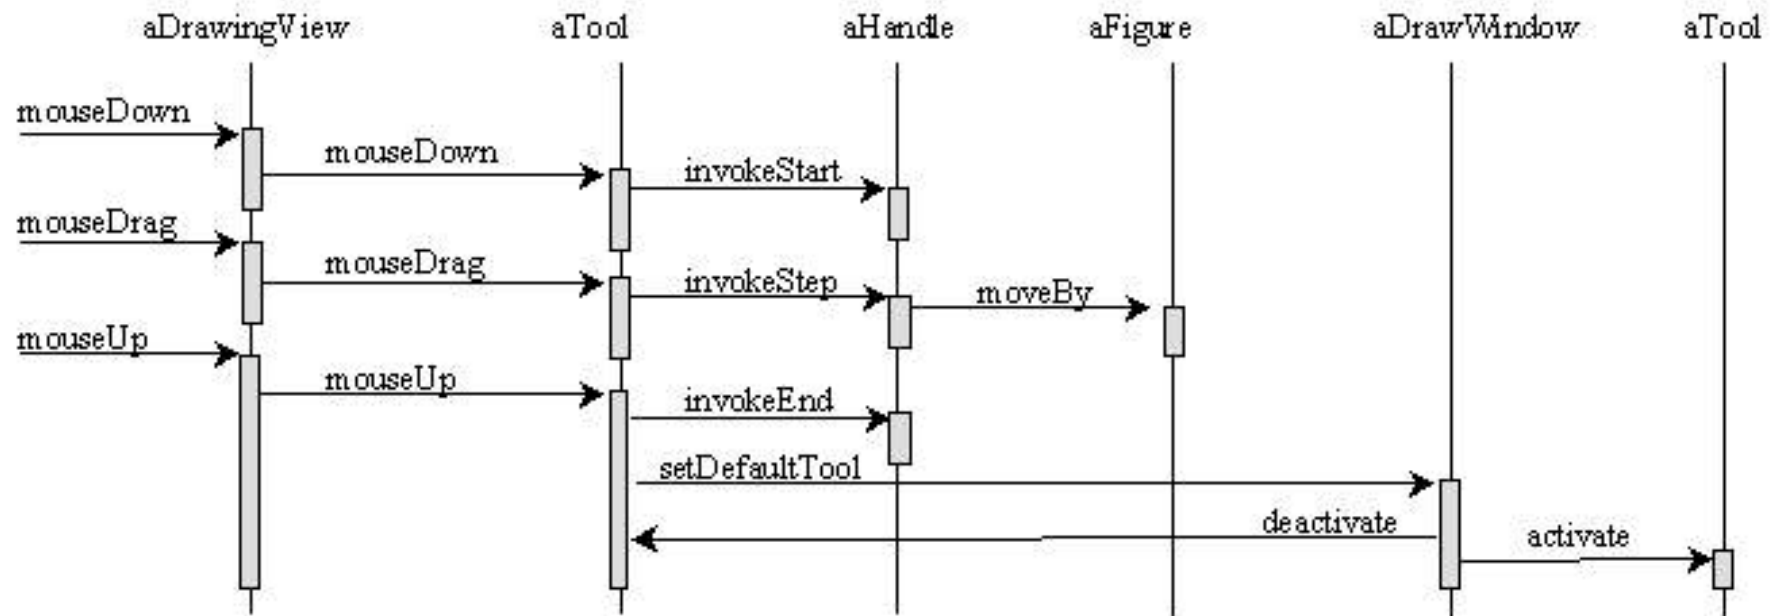 aDrawingView aTool aHandle aFigure aDrawWindow aTool
mouseDown
mouseDown
invokeStart
mouseDrag
mouseDrag
invokeStep
moveBy
mouseUp
mouseUp
invokeEnd
setDefaultTool
deactivate
activate